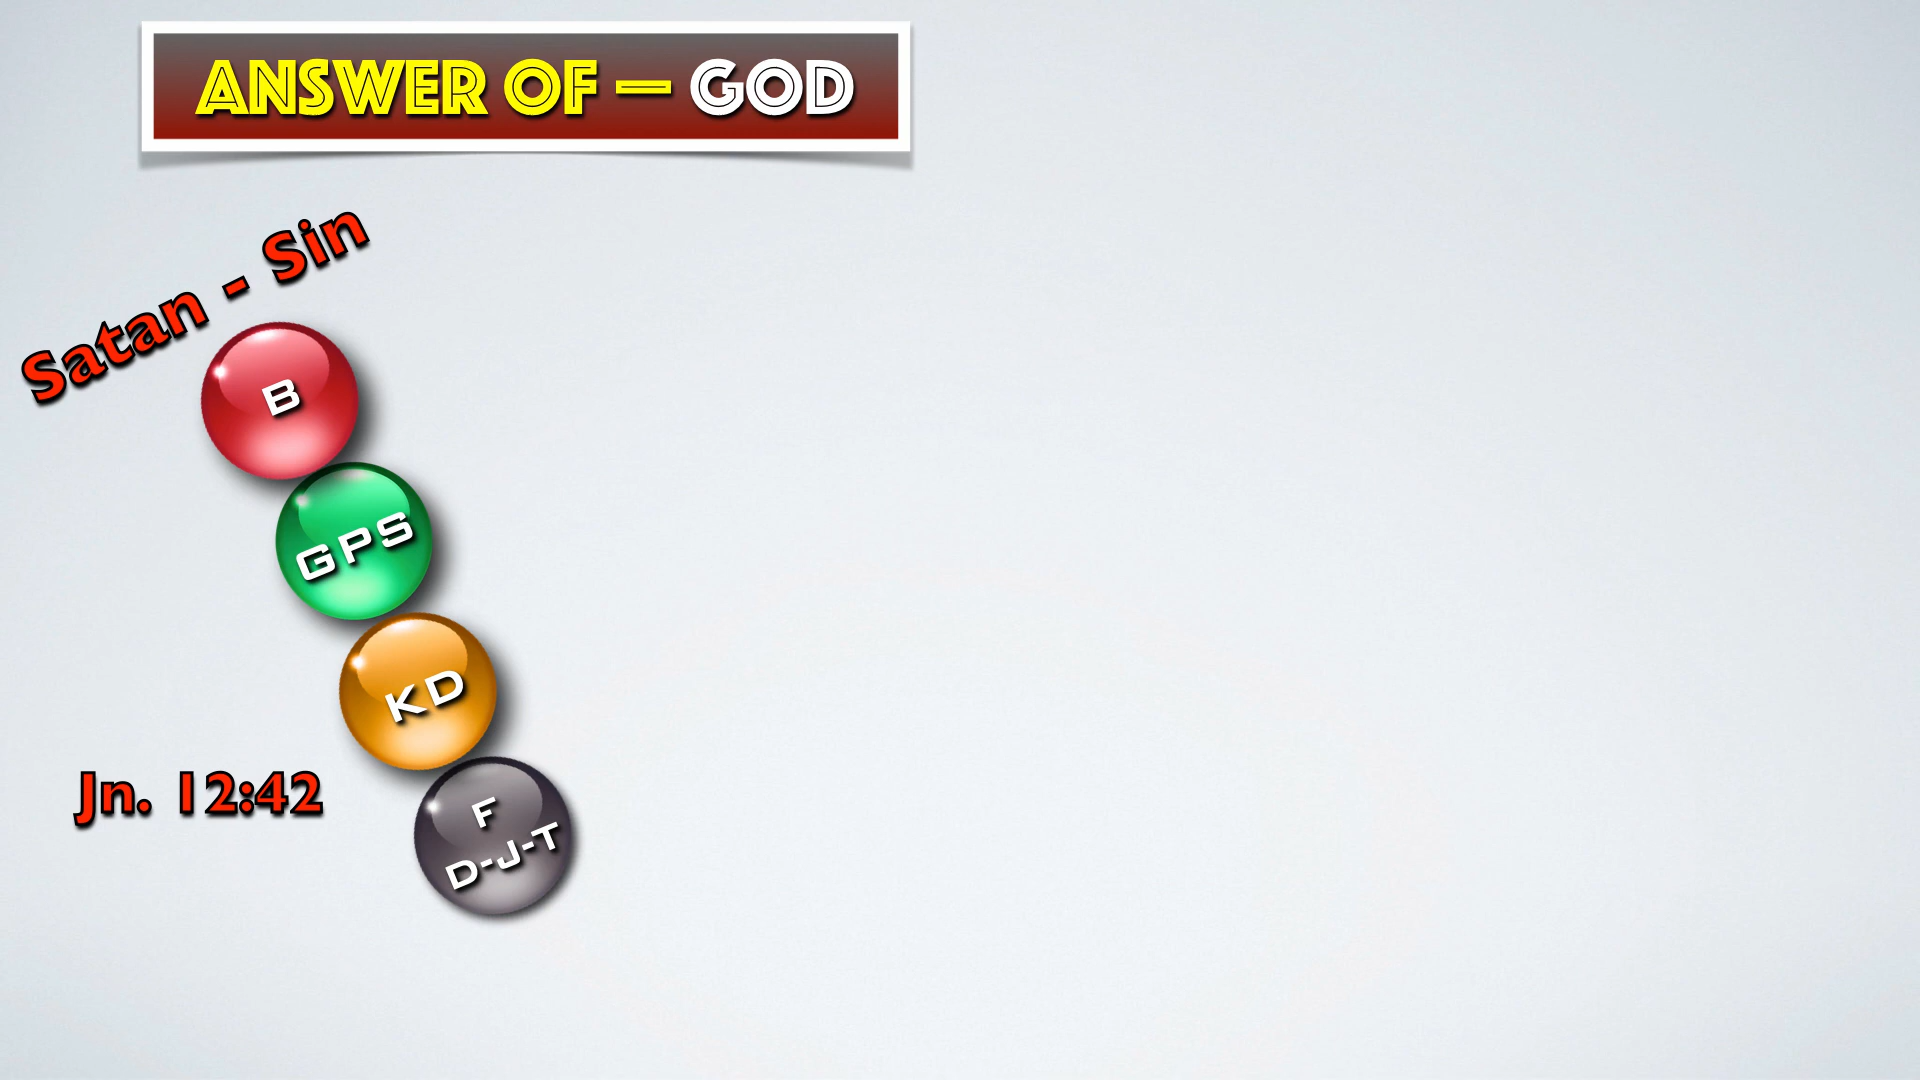 ANSWER OF – GOD
Satan - Sin
B
GPS
KD
Jn. 12:42
F
D-J-T